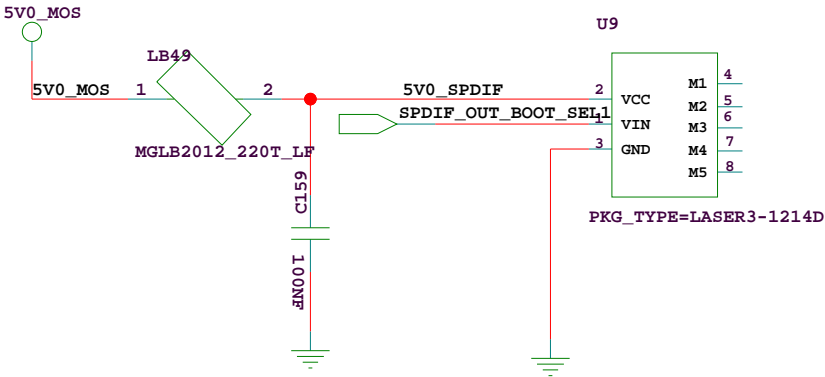 5V0_MOS
U9
LB49
5V0_MOS
1
2
5V0_SPDIF
2
VCC
M1
4
SPDIF_OUT_BOOT_SEL1
1
VIN
M2
5
M3
6
3
GND
M4
7
M5
8
MGLB2012_220T_LF
C159
100NF
PKG_TYPE=LASER3-1214D